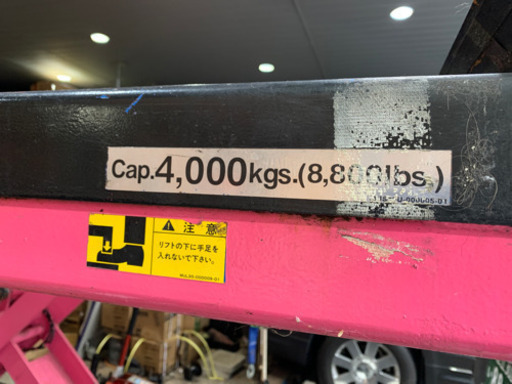 Cap.4,000kgs.(8,800lbs.)
注意
リフトの下に手足を
入れないで下さい。